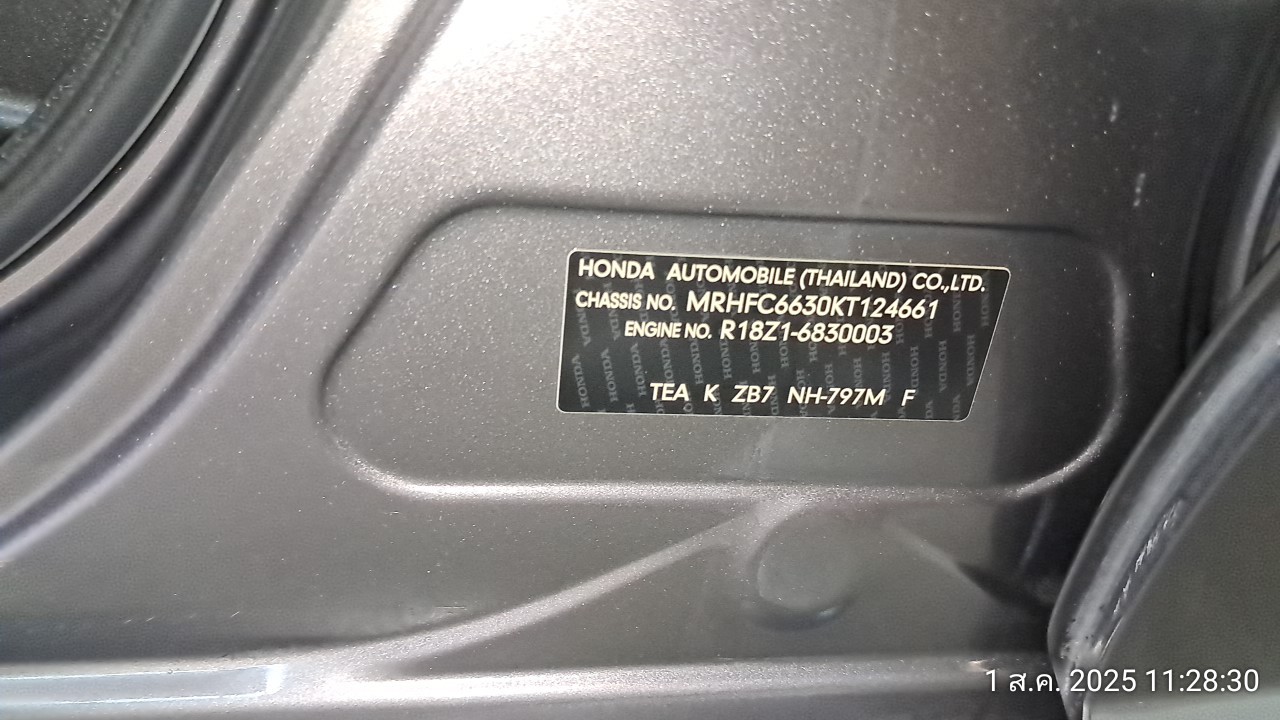 HONDA AUTOMOBILE (THAILAND) CO.,LTD.
CHASSIS NO. MRHFC6630KT124661
ENGINE NO. R18Z1-6830003
TEA K ZB7 NH-797M F
1 ส.ค. 2025 11:28:30